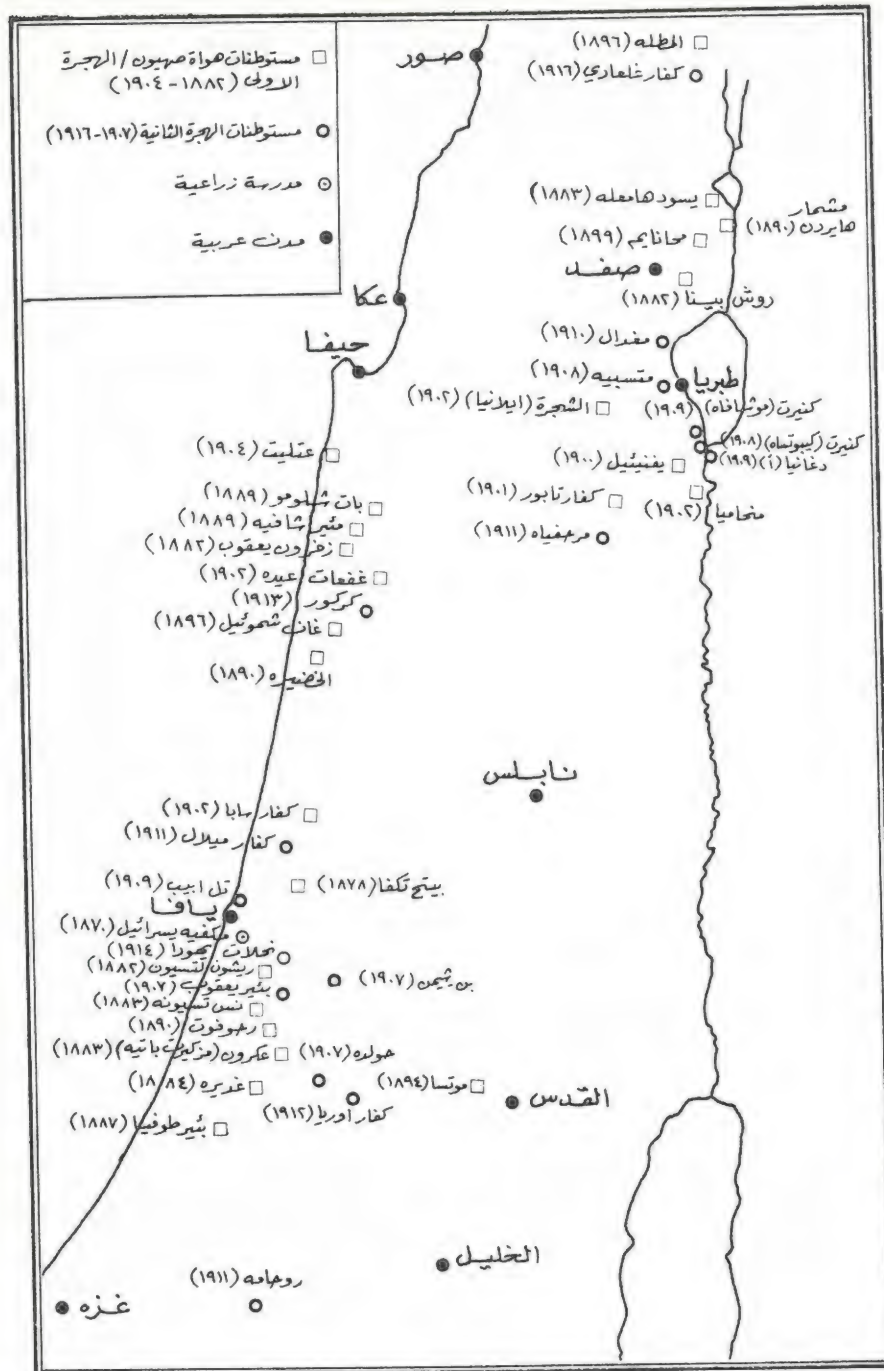 مستوطنات هواة صهيون / الهجرة
الاولى (١٨٨٢ - ١٩٠٤)
مستوطنات الهجرة الثانية (١٩٠٧-١٩١٦)
مدرسة زراعية
مدن عربية
صور
المطله (١٨٩٦)
كفار غلعادي (١٩١٦)
يسود هامعله (١٨٨٣)
مشمار
هايردن (١٨٩٠)
محانايم (١٨٩٩)
صفد
روش بينا (١٨٨٢)
عكا
حيفا
مغدال (١٩١٠)
متسبيه (١٩٠٨)
طبريا
الشجرة (ايلانيا) (١٩٠٢)
كنيرت (موشافاه) (١٩٠٩)
كنيرت (كيبوتساه) (١٩٠٨)
دغانيا (أ) (١٩٠٩)
يفنيئيل (١٩٠٠)
كفار تابور (١٩٠١)
منحاميا (١٩٠٢)
مرحفياه (١٩١١)
عتليت (١٩٠٤)
بات شلومو (١٨٨٩)
مئير شافيه (١٨٨٩)
زخرون يعقوب (١٨٨٢)
غفعات عيده (١٩٠٢)
كركور (١٩١٣)
غان شموئيل (١٨٩٦)
الخضيره (١٨٩٠)
نابلس
كفار سابا (١٩٠٢)
كفار ميلال (١٩١١)
تل ابيب (١٩٠٩)
بيتح تكفا (١٨٧٨)
يافا
مكفيه يسرائيل (١٨٧٠)
نحلات يهودا (١٩١٤)
ريشون لتسيون (١٨٨٢)
بئير يعقوب (١٩٠٧)
بن شيمن (١٩٠٧)
نس تسيونه (١٨٨٣)
رحوفوت (١٨٩٠)
عكرون (مزكيرت باتيه) (١٨٨٣)
حولده (١٩٠٧)
غديره (١٨٨٤)
موتسا (١٨٩٤)
القدس
كفار اوريا (١٩١٢)
بئير طوفيا (١٨٨٧)
الخليل
روحامه (١٩١١)
غزه